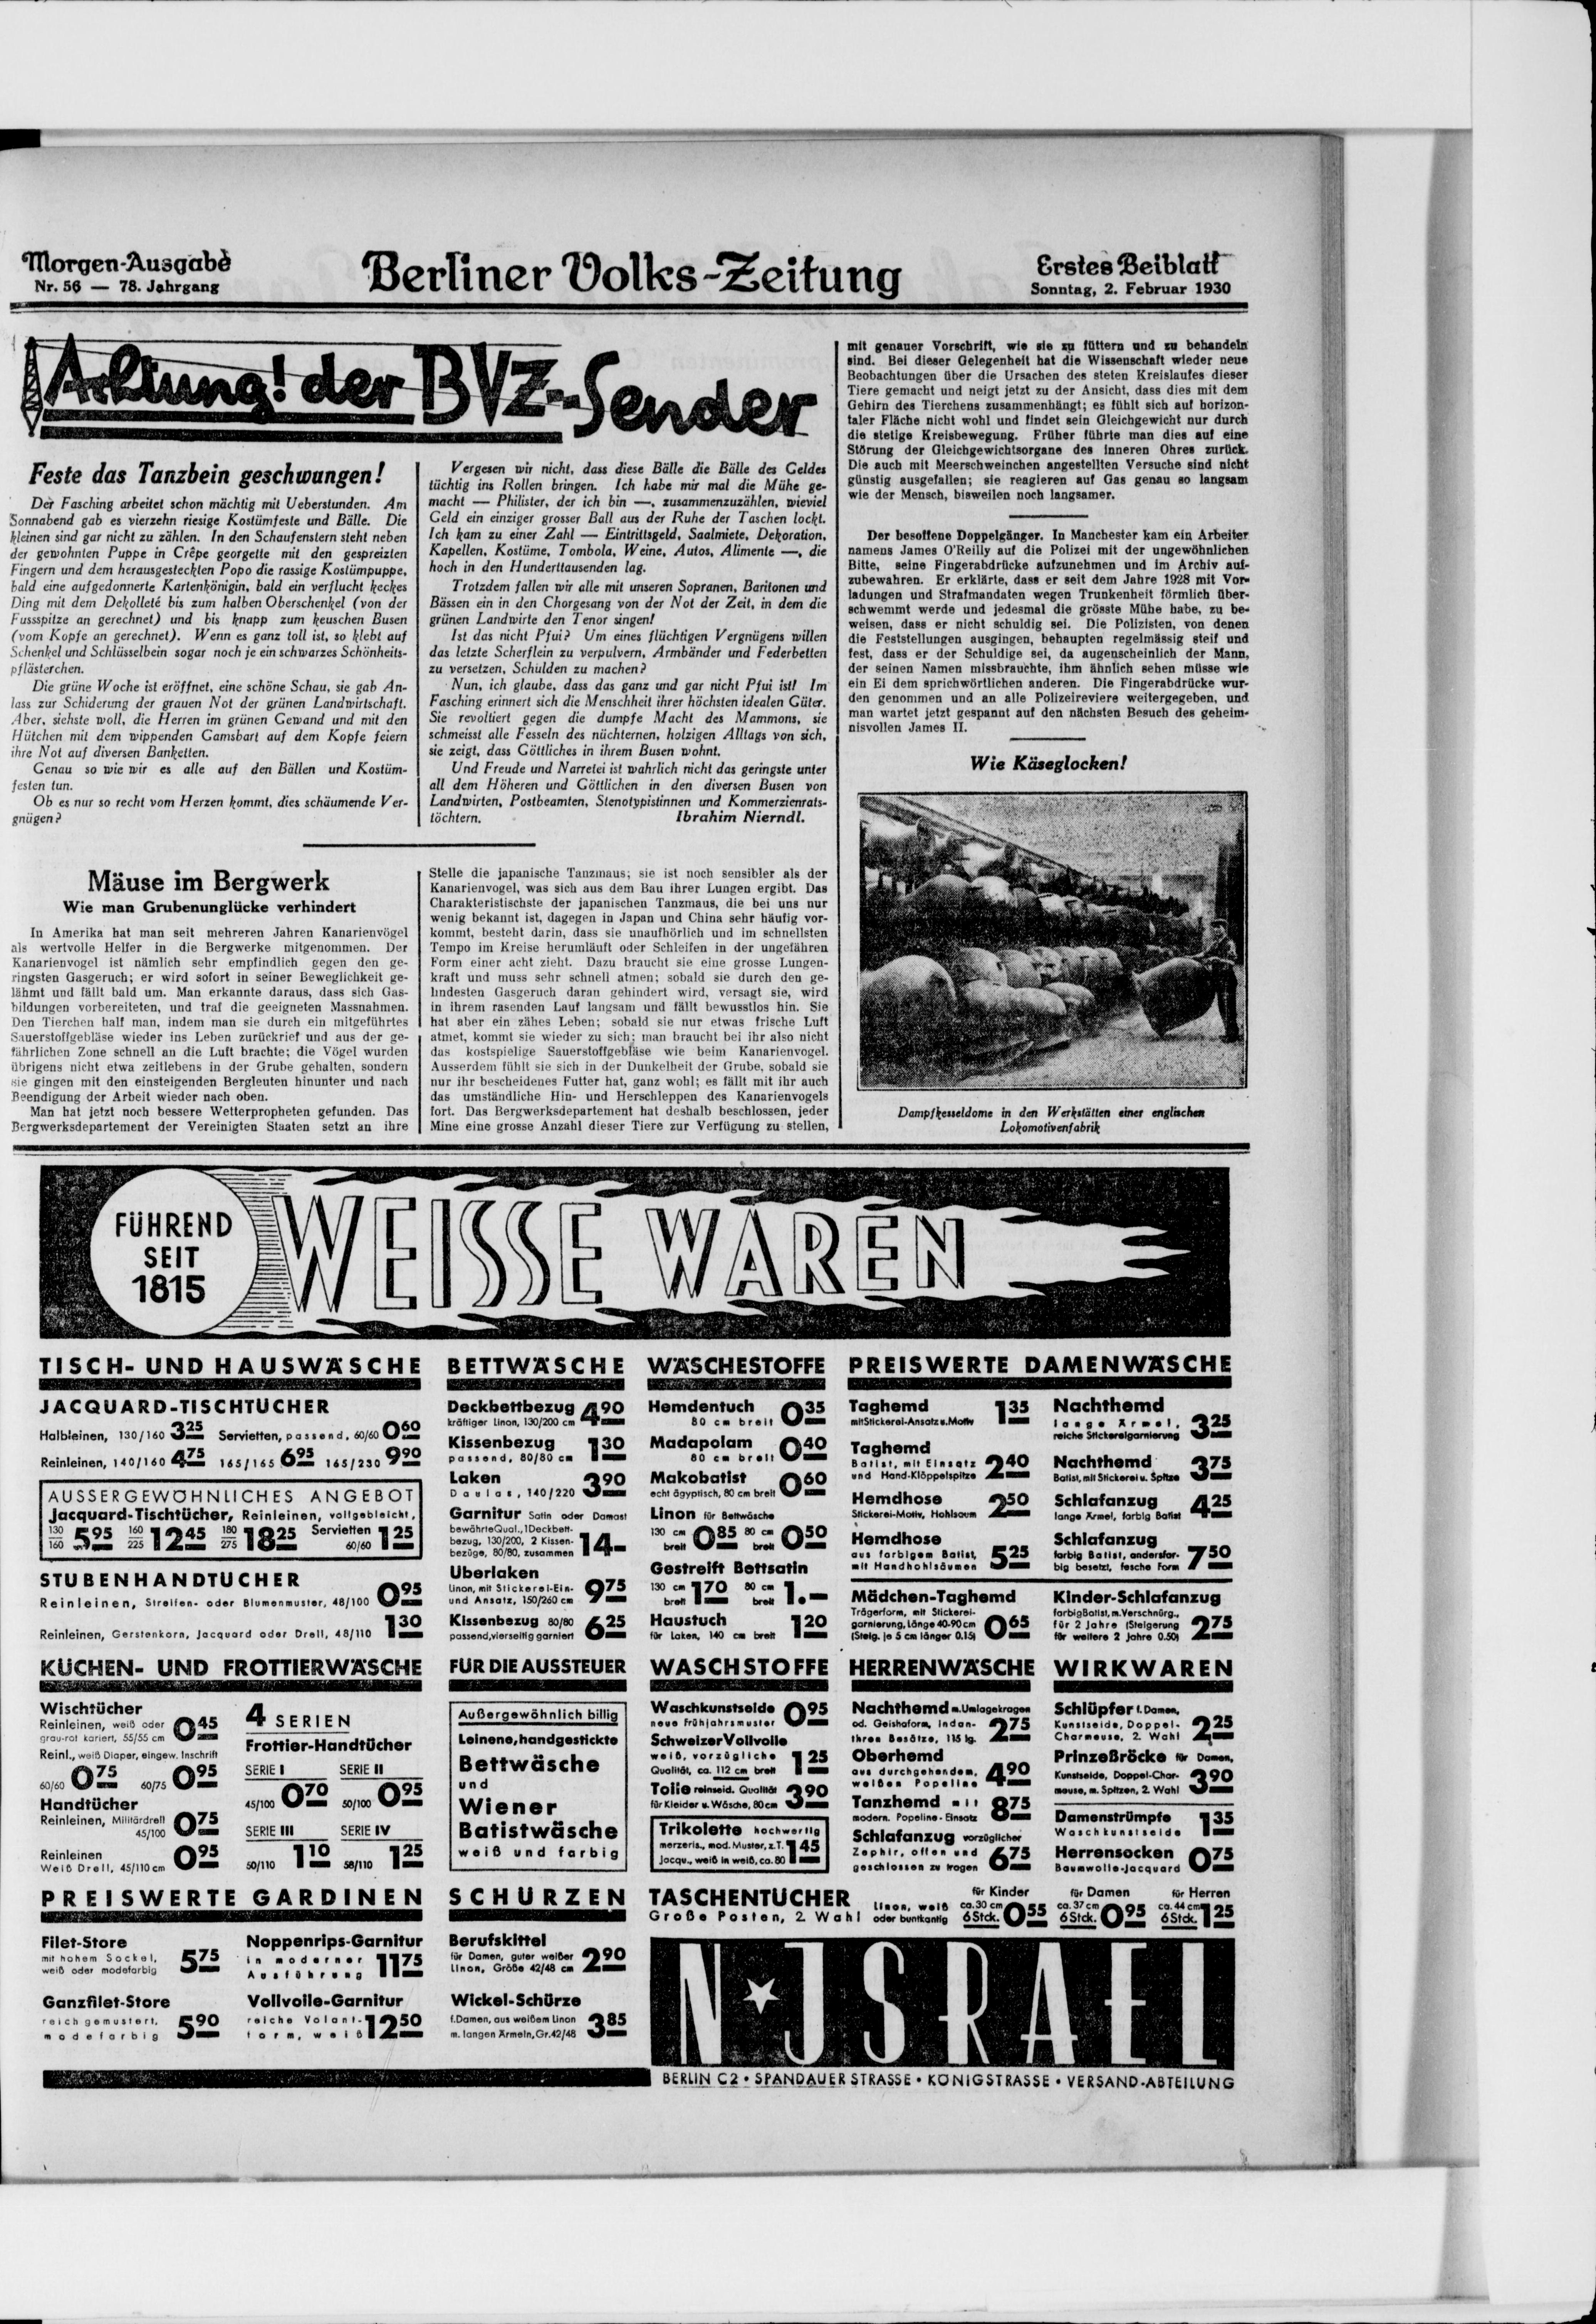 Morgen-Ausgabe
Nr. 56 — 78. Jahrgang
Berliner Volks-Zeitung
Erstes Beiblatt
Sonntag, 2. Februar 1930
Achtung! der BVZ-Sender
Feste das Tanzbein geschwungen!
Der Fasching arbeitet schon mächtig mit Ueberstunden. Am
Sonnabend gab es vierzehn riesige Kostümfeste und Bälle. Die
kleinen sind gar nicht zu zählen. In den Schaufenstern steht neben
der gewohnten Puppe in Crêpe georgette mit den gespreizten
Fingern und dem herausgesteckten Popo die rassige Kostümpuppe,
bald eine aufgedonnerte Kartenkönigin, bald ein verflucht keckes
Ding mit dem Dekolleté bis zum halben Oberschenkel (von der
Fussspitze an gerechnet) und bis knapp zum keuschen Busen
(vom Kopfe an gerechnet). Wenn es ganz toll ist, so klebt auf
Schenkel und Schlüsselbein sogar noch je ein schwarzes Schönheits-
pflästerchen.
Die grüne Woche ist eröffnet, eine schöne Schau, sie gab An-
lass zur Schiderung der grauen Not der grünen Landwirtschaft.
Aber, siehste woll, die Herren im grünen Gewand und mit den
Hütchen mit dem wippenden Gamsbart auf dem Kopfe feiern
ihre Not auf diversen Banketten.
Genau so wie wir es alle auf den Bällen und Kostüm-
festen tun.
Ob es nur so recht vom Herzen kommt, dies schäumende Ver-
gnügen?
Vergesen wir nicht, dass diese Bälle die Bälle des Geldes
tüchtig ins Rollen bringen. Ich habe mir mal die Mühe ge-
macht — Philister, der ich bin —, zusammenzuzählen, wieviel
Geld ein einziger grosser Ball aus der Ruhe der Taschen lockt.
Ich kam zu einer Zahl — Eintrittsgeld, Saalmiete, Dekoration,
Kapellen, Kostüme, Tombola, Weine, Autos, Alimente —, die
hoch in den Hunderttausenden lag.
Trotzdem fallen wir alle mit unseren Sopranen, Baritonen und
Bässen ein in den Chorgesang von der Not der Zeit, in dem die
grünen Landwirte den Tenor singen!
Ist das nicht Pfui? Um eines flüchtigen Vergnügens willen
das letzte Scherflein zu verpulvern, Armbänder und Federbetten
zu versetzen, Schulden zu machen?
Nun, ich glaube, dass das ganz und gar nicht Pfui ist! Im
Fasching erinnert sich die Menschheit ihrer höchsten idealen Güter.
Sie revoltiert gegen die dumpfe Macht des Mammons, sie
schmeisst alle Fesseln des nüchternen, holzigen Alltags von sich,
sie zeigt, dass Göttliches in ihrem Busen wohnt.
Und Freude und Narretei ist wahrlich nicht das geringste unter
all dem Höheren und Göttlichen in den diversen Busen von
Landwirten, Postbeamten, Stenotypistinnen und Kommerzienrats-
töchtern. Ibrahim Nierndl.
Mäuse im Bergwerk
Wie man Grubenunglücke verhindert
In Amerika hat man seit mehreren Jahren Kanarienvögel
als wertvolle Helfer in die Bergwerke mitgenommen. Der
Kanarienvogel ist nämlich sehr empfindlich gegen den ge-
ringsten Gasgeruch; er wird sofort in seiner Beweglichkeit ge-
lähmt und fällt bald um. Man erkannte daraus, dass sich Gas-
bildungen vorbereiteten, und traf die geeigneten Massnahmen.
Den Tierchen half man, indem man sie durch ein mitgeführtes
Sauerstoffgebläse wieder ins Leben zurückrief und aus der ge-
fährlichen Zone schnell an die Luft brachte; die Vögel wurden
übrigens nicht etwa zeitlebens in der Grube gehalten, sondern
sie gingen mit den einsteigenden Bergleuten hinunter und nach
Beendigung der Arbeit wieder nach oben.
Man hat jetzt noch bessere Wetterpropheten gefunden. Das
Bergwerksdepartement der Vereinigten Staaten setzt an ihre
Stelle die japanische Tanzmaus; sie ist noch sensibler als der
Kanarienvogel, was sich aus dem Bau ihrer Lungen ergibt. Das
Charakteristischste der japanischen Tanzmaus, die bei uns nur
wenig bekannt ist, dagegen in Japan und China sehr häufig vor-
kommt, besteht darin, dass sie unaufhörlich und im schnellsten
Tempo im Kreise herumläuft oder Schleifen in der ungefähren
Form einer acht zieht. Dazu braucht sie eine grosse Lungen-
kraft und muss sehr schnell atmen; sobald sie durch den ge-
lindesten Gasgeruch daran gehindert wird, versagt sie, wird
in ihrem rasenden Lauf langsam und fällt bewusstlos hin. Sie
hat aber ein zähes Leben; sobald sie nur etwas frische Luft
atmet, kommt sie wieder zu sich; man braucht bei ihr also nicht
das kostspielige Sauerstoffgebläse wie beim Kanarienvogel.
Ausserdem fühlt sie sich in der Dunkelheit der Grube, sobald sie
nur ihr bescheidenes Futter hat, ganz wohl; es fällt mit ihr auch
das umständliche Hin- und Herschleppen des Kanarienvogels
fort. Das Bergwerksdepartement hat deshalb beschlossen, jeder
Mine eine grosse Anzahl dieser Tiere zur Verfügung zu stellen,
mit genauer Vorschrift, wie sie zu füttern und zu behandeln
sind. Bei dieser Gelegenheit hat die Wissenschaft wieder neue
Beobachtungen über die Ursachen des steten Kreislaufes dieser
Tiere gemacht und neigt jetzt zu der Ansicht, dass dies mit dem
Gehirn des Tierchens zusammenhängt; es fühlt sich auf horizon-
taler Fläche nicht wohl und findet sein Gleichgewicht nur durch
die stetige Kreisbewegung. Früher führte man dies auf eine
Störung der Gleichgewichtsorgane des inneren Ohres zurück.
Die auch mit Meerschweinchen angestellten Versuche sind nicht
günstig ausgefallen; sie reagieren auf Gas genau so langsam
wie der Mensch, bisweilen noch langsamer.
Der besoffene Doppelgänger. In Manchester kam ein Arbeiter
namens James O'Reilly auf die Polizei mit der ungewöhnlichen
Bitte, seine Fingerabdrücke aufzunehmen und im Archiv auf-
zubewahren. Er erklärte, dass er seit dem Jahre 1928 mit Vor-
ladungen und Strafmandaten wegen Trunkenheit förmlich über-
schwemmt werde und jedesmal die grösste Mühe habe, zu be-
weisen, dass er nicht schuldig sei. Die Polizisten, von denen
die Feststellungen ausgingen, behaupten regelmässig steif und
fest, dass er der Schuldige sei, da augenscheinlich der Mann,
der seinen Namen missbrauchte, ihm ähnlich sehen müsse wie
ein Ei dem sprichwörtlichen anderen. Die Fingerabdrücke wur-
den genommen und an alle Polizeireviere weitergegeben, und
man wartet jetzt gespannt auf den nächsten Besuch des geheim-
nisvollen James II.
Wie Käseglocken!
Dampfkesseldome in den Werkstätten einer englischen
Lokomotivenfabrik
FÜHREND
SEIT
1815
WEISSE WAREN
TISCH- UND HAUSWÄSCHE
JACQUARD-TISCHTÜCHER
Halbleinen, 130/160 3 25 Servietten, passend, 60/60 0 60
Reinleinen, 140/160 4 75 165/165 6 95 165/230 9 90
AUSSERGEWÖHNLICHES ANGEBOT
Jacquard-Tischtücher, Reinleinen, vollgebleicht,
130/160 5 95 160/225 12 45 180/275 18 25 Servietten 60/60 1 25
STUBENHANDTÜCHER
Reinleinen, Streifen- oder Blumenmuster, 48/100 0 95
Reinleinen, Gerstenkorn, Jacquard oder Drell, 48/110 1 30
BETTWÄSCHE
Deckbettbezug 4 90
kräftiger Linon, 130/200 cm
Kissenbezug 1 30
passend, 80/80 cm
Laken 3 90
Daulas, 140/220
Garnitur Satin oder Damast
bewährte Qual., 1 Deckbett-
bezug, 130/200, 2 Kissen-
bezüge, 80/80, zusammen 14.–
Überlaken
Linon, mit Stickerei-Ein- 9 75
und Ansatz, 150/260 cm
Kissenbezug 80/80 6 25
passend, vierseitig garniert
WÄSCHESTOFFE
Hemdentuch 0 35
80 cm breit
Madapolam 0 40
80 cm breit
Makobatist 0 60
echt ägyptisch, 80 cm breit
Linon für Bettwäsche
130 cm breit 0 85 80 cm breit 0 50
Gestreift Bettsatin
130 cm breit 1 70 80 cm breit 1.–
Haustuch 1 20
für Laken, 140 cm breit
PREISWERTE DAMENWÄSCHE
Taghemd 1 35
mit Stickerei-Ansatz u. Motiv
Taghemd
Batist, mit Einsatz 2 40
und Hand-Klöppelspitze
Hemdhose 2 50
Stickerei-Motiv, Hohlsaum
Hemdhose
aus farbigem Batist, 5 25
mit Handhohlsäumen
Mädchen-Taghemd
Trägerform, mit Stickerei-
garnierung, Länge 40-90 cm 0 65
(Steig. je 5 cm länger 0.15)
Nachthemd
lange Ärmel, 3 25
reiche Stickereigarnierung
Nachthemd 3 75
Batist, mit Stickerei u. Spitze
Schlafanzug 4 25
lange Ärmel, farbig Batist
Schlafanzug
farbig Batist, andersfar- 7 50
big besetzt, fesche Form
Kinder-Schlafanzug
farbig Batist, m. Verschnürg.,
für 2 Jahre (Steigerung 2 75
für weitere 2 Jahre 0.50)
KÜCHEN- UND FROTTIERWÄSCHE
Wischtücher
Reinleinen, weiß oder 0 45
grau-rot kariert, 55/55 cm
Reinl., weiß Diaper, eingew. Inschrift
60/60 0 75 60/75 0 95
Handtücher
Reinleinen, Militärdrell 0 75
45/100
Reinleinen 0 95
Weiß Drell, 45/110 cm
4 SERIEN
Frottier-Handtücher
SERIE I SERIE II
45/100 0 70 50/100 0 95
SERIE III SERIE IV
50/110 1 10 58/110 1 25
FÜR DIE AUSSTEUER
Außergewöhnlich billig
Leinene, handgestickte
Bettwäsche
und
Wiener
Batistwäsche
weiß und farbig
WASCHSTOFFE
Waschkunstseide 0 95
neue Frühjahrsmuster
Schweizer Vollvoile
weiß, vorzügliche 1 25
Qualität, ca. 112 cm breit
Tolie reinseid. Qualität 3 90
für Kleider u. Wäsche, 80 cm
Trikolette hochwertig
merzeris., mod. Muster, z.T. 1 45
Jacqu., weiß in weiß, ca. 80
HERRENWÄSCHE
Nachthemd m. Umlagekragen
od. Geishaform, indan- 2 75
thren Besätze, 115 lg.
Oberhemd
aus durchgehendem, 4 90
weißen Popeline
Tanzhemd mit 8 75
modern. Popeline-Einsatz
Schlafanzug vorzüglicher
Zephir, offen und 6 75
geschlossen zu tragen
WIRKWAREN
Schlüpfer f. Damen,
Kunstseide, Doppel- 2 25
Charmeuse, 2. Wahl
Prinzeßröcke für Damen,
Kunstseide, Doppel-Char- 3 90
meuse, m. Spitzen, 2. Wahl
Damenstrümpfe 1 35
Waschkunstseide
Herrensocken 0 75
Baumwolle-Jacquard
PREISWERTE GARDINEN
Filet-Store
mit hohem Sockel, 5 75
weiß oder modefarbig
Ganzfilet-Store
reich gemustert, 5 90
modefarbig
Noppenrips-Garnitur
in moderner 11 75
Ausführung
Vollvoile-Garnitur
reiche Volant- 12 50
form, weiß
SCHÜRZEN
Berufskittel
für Damen, guter weißer 2 90
Linon, Größe 42/48 cm
Wickel-Schürze
f. Damen, aus weißem Linon 3 85
m. langen Ärmeln, Gr. 42/48
TASCHENTÜCHER
Große Posten, 2. Wahl
Linon, weiß
oder buntkantig
für Kinder
ca. 30 cm 6 Stck. 0 55
für Damen
ca. 37 cm 6 Stck. 0 95
für Herren
ca. 44 cm 6 Stck. 1 25
N JSRAEL
BERLIN C2 • SPANDAUER STRASSE • KÖNIGSTRASSE • VERSAND-ABTEILUNG